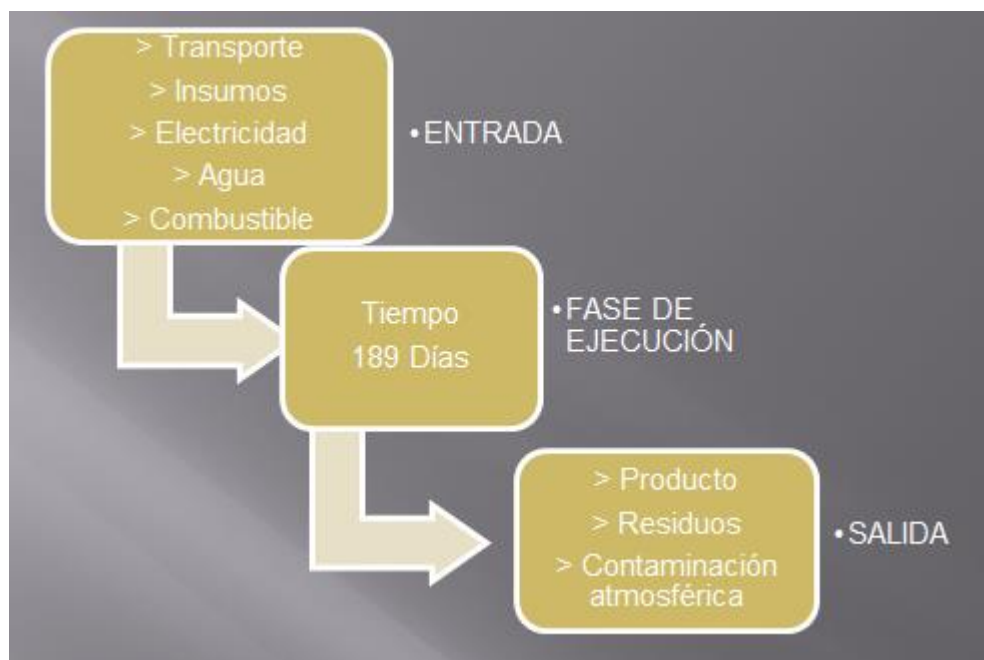 > Transporte
> Insumos
> Electricidad
> Agua
> Combustible
•ENTRADA
Tiempo
189 Días
•FASE DE
EJECUCIÓN
> Producto
> Residuos
> Contaminación
atmosférica
•SALIDA